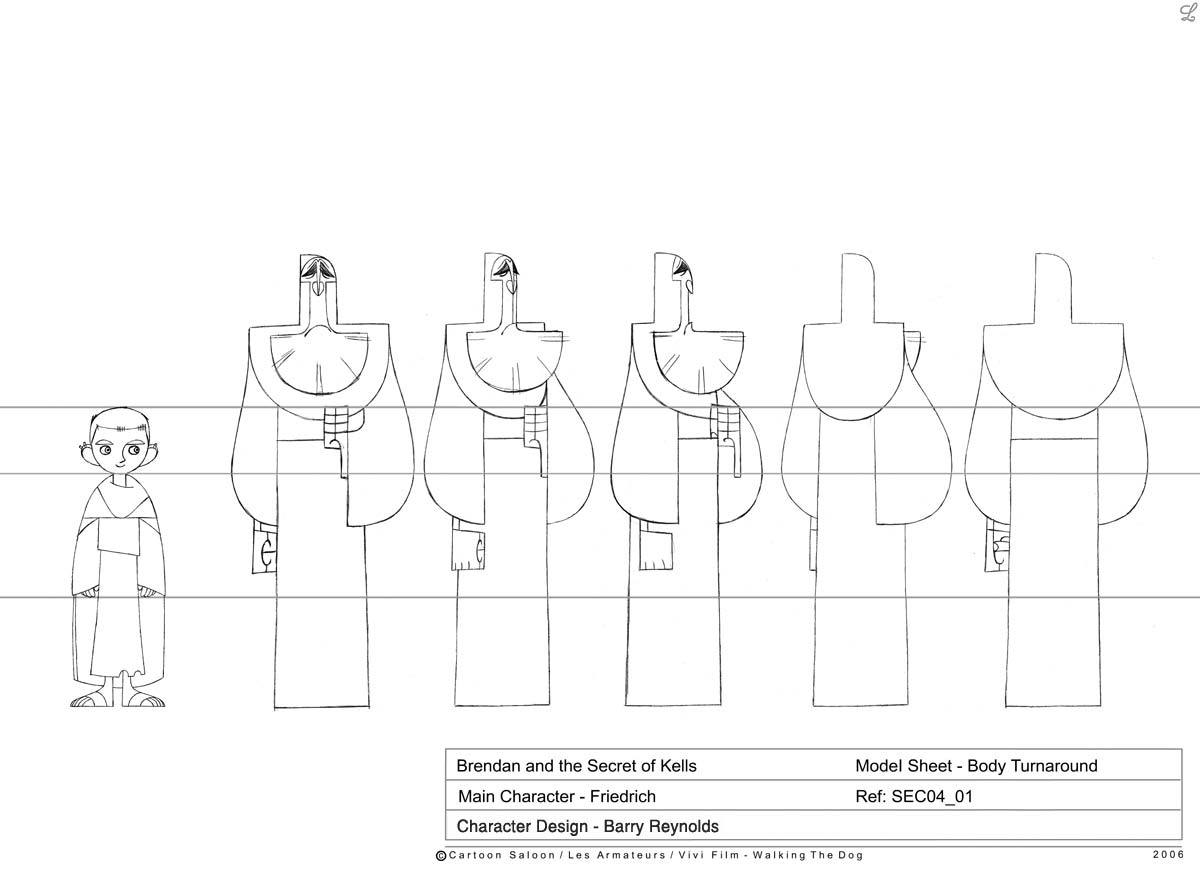 Brendan and the Secret of Kells Model Sheet - Body Turnaround
Main Character - Friedrich Ref: SEC04_01
Character Design - Barry Reynolds
©Cartoon Saloon / Les Armateurs / Vivi Film - Walking The Dog 2006